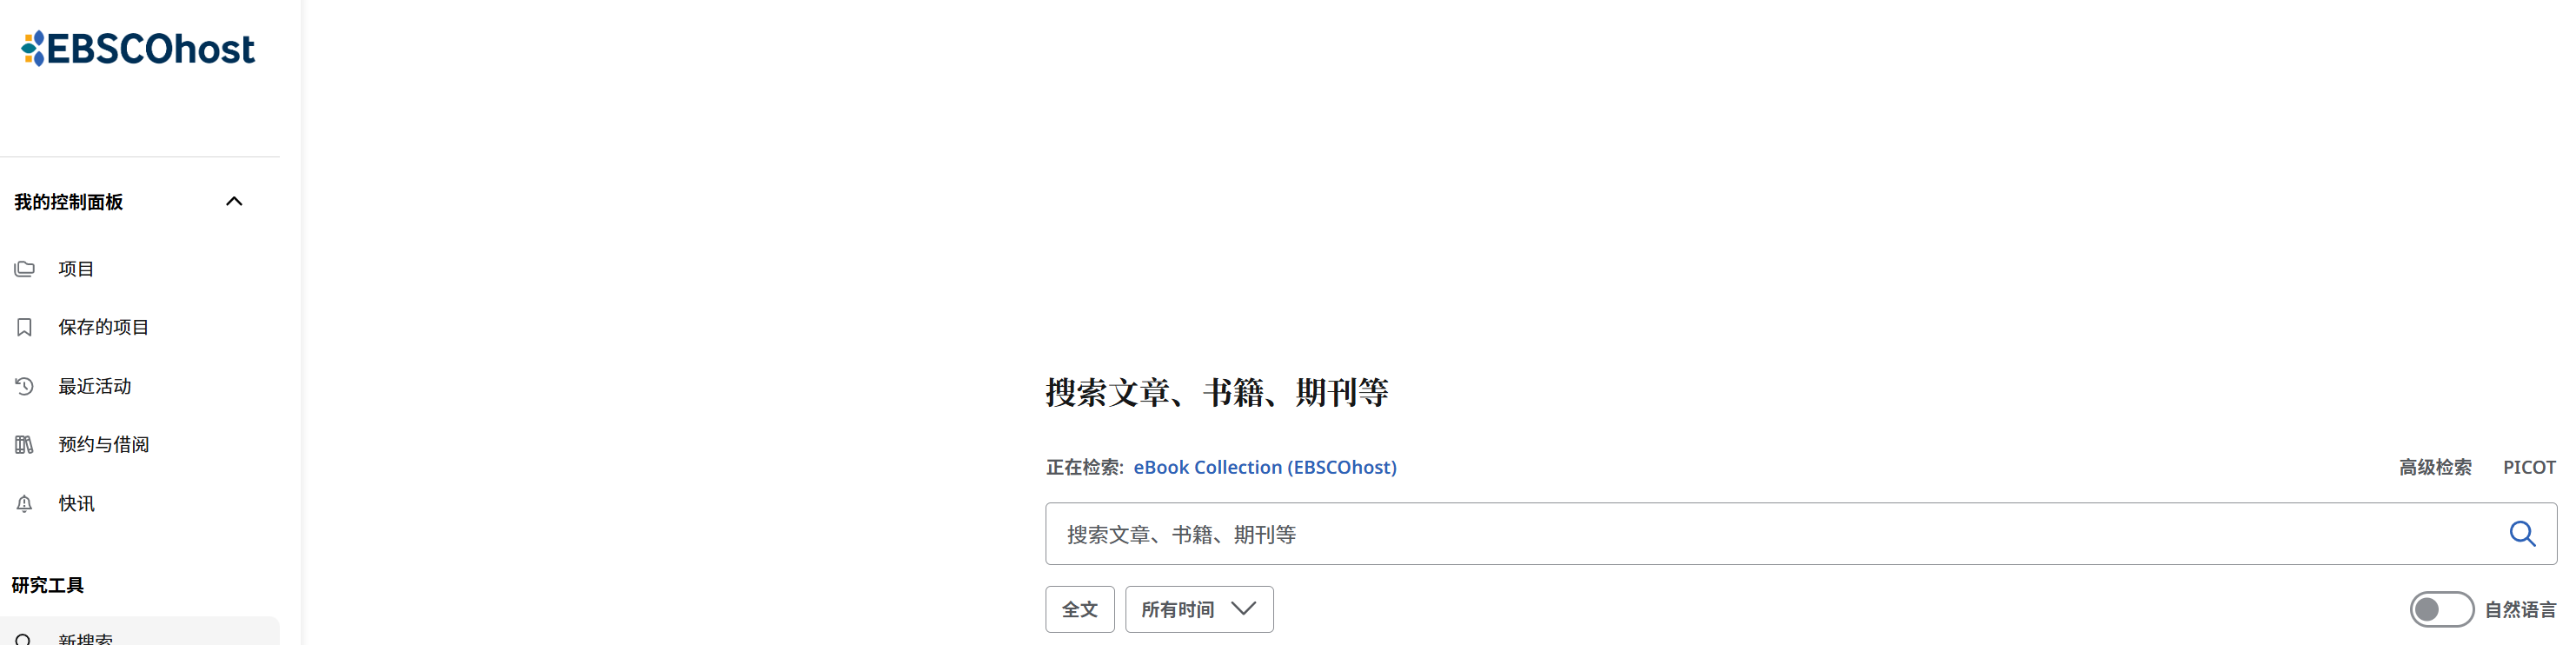 EBSCOhost
我的控制面板
项目
保存的项目
最近活动
预约与借阅
快讯
研究工具
新搜索
搜索文章、书籍、期刊等
正在检索: eBook Collection (EBSCOhost)
高级检索 PICOT
搜索文章、书籍、期刊等
全文 所有时间
自然语言